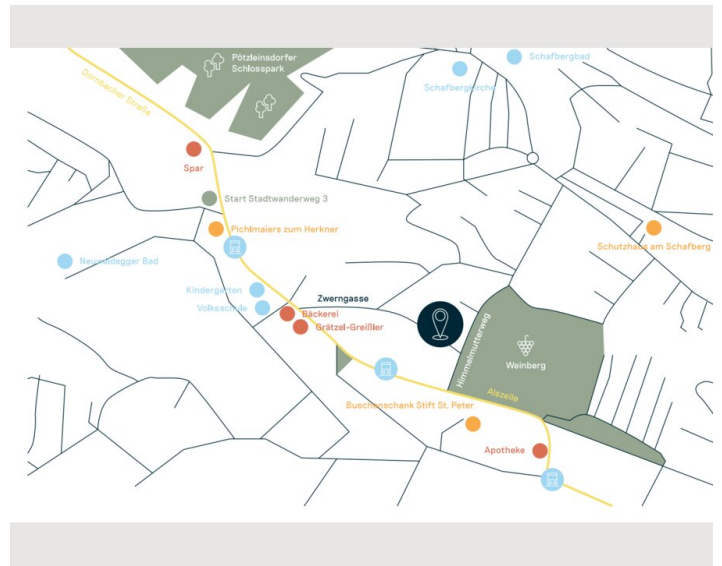 Pötzleinsdorfer
Schlosspark
Schafbergbad
Schafbergkirche
Dornbacher Straße
Spar
Start Stadtwanderweg 3
Pichlmaiers zum Herkner
Schutzhaus am Schafberg
Neuwaldegger Bad
Kindergarten
Volksschule
Zwerngasse
Bäckerei
Grätzel-Greißler
Himmelmutterweg
Weinberg
Alszeile
Buschenschank Stift St. Peter
Apotheke